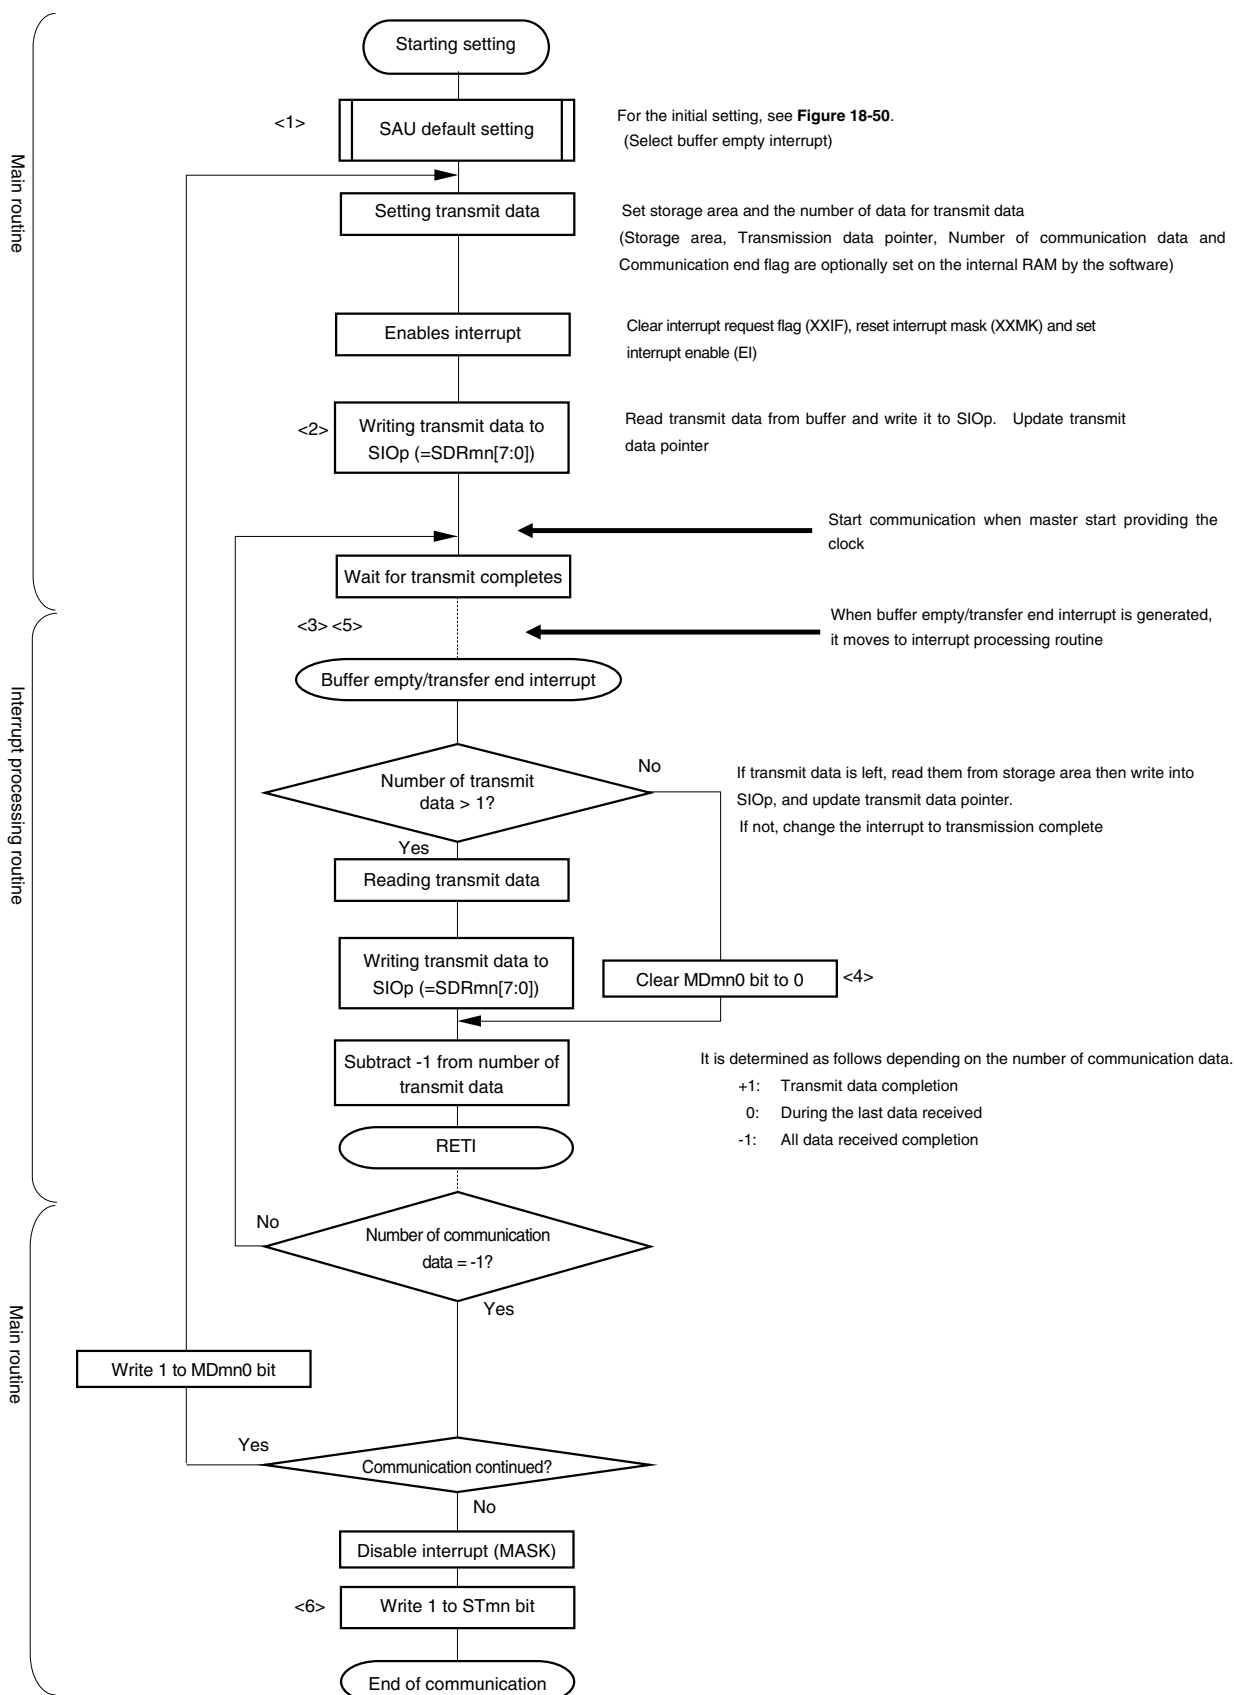 Starting setting
<1>
SAU default setting
For the initial setting, see Figure 18-50.
(Select buffer empty interrupt)
Main routine
Setting transmit data
Set storage area and the number of data for transmit data
(Storage area, Transmission data pointer, Number of communication data and
Communication end flag are optionally set on the internal RAM by the software)
Enables interrupt
Clear interrupt request flag (XXIF), reset interrupt mask (XXMK) and set
interrupt enable (EI)
<2>
Writing transmit data to
SIOp (=SDRmn[7:0])
Read transmit data from buffer and write it to SIOp. Update transmit
data pointer
Start communication when master start providing the
clock
Wait for transmit completes
<3> <5>
When buffer empty/transfer end interrupt is generated,
it moves to interrupt processing routine
Buffer empty/transfer end interrupt
Interrupt processing routine
Number of transmit
data > 1?
No
If transmit data is left, read them from storage area then write into
SIOp, and update transmit data pointer.
If not, change the interrupt to transmission complete
Yes
Reading transmit data
Writing transmit data to
SIOp (=SDRmn[7:0])
Clear MDmn0 bit to 0
<4>
Subtract -1 from number of
transmit data
It is determined as follows depending on the number of communication data.
+1: Transmit data completion
0: During the last data received
-1: All data received completion
RETI
No
Number of communication
data = -1?
Yes
Main routine
Write 1 to MDmn0 bit
Yes
Communication continued?
No
Disable interrupt (MASK)
<6>
Write 1 to STmn bit
End of communication